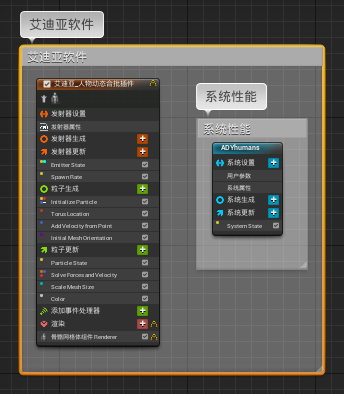 艾迪亚软件
艾迪亚软件
艾迪亚_人物动态合批插件
发射器设置
发射器属性
发射器生成
发射器更新
Emitter State
Spawn Rate
粒子生成
Initialize Particle
Torus Location
Add Velocity from Point
Initial Mesh Orientation
粒子更新
Particle State
Solve Forces and Velocity
Scale Mesh Size
Color
添加事件处理器
渲染
骨骼网格体组件 Renderer
系统性能
系统性能
ADYhumans
系统设置
用户参数
系统属性
系统生成
系统更新
System State